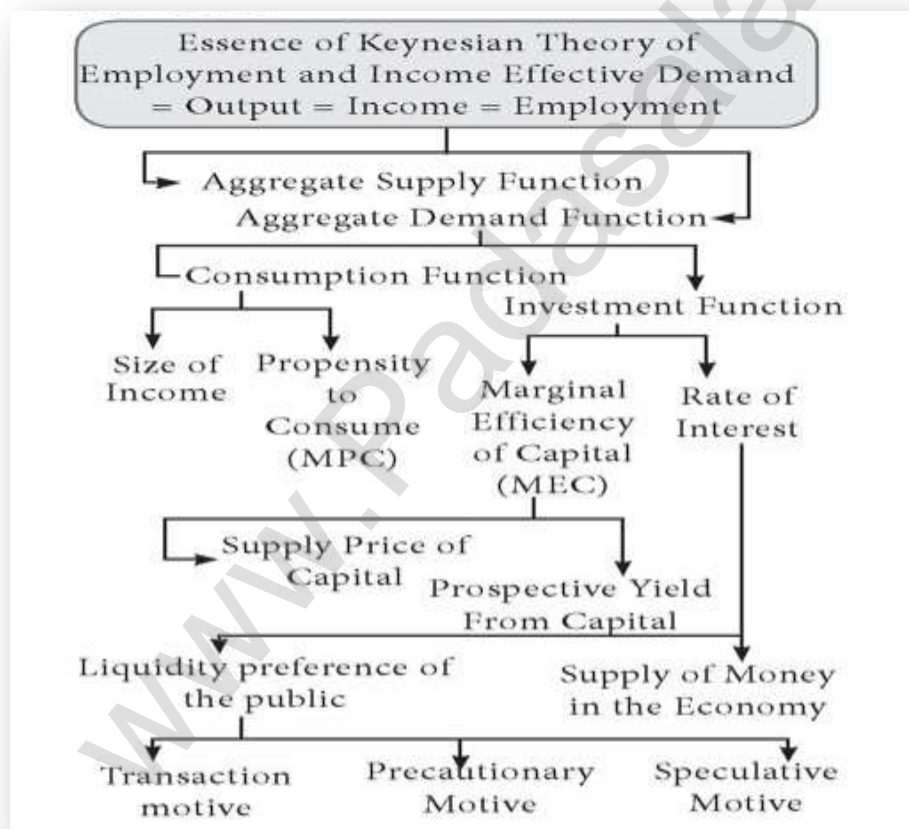 Essence of Keynesian Theory of
Employment and Income Effective Demand
= Output = Income = Employment
Aggregate Supply Function
Aggregate Demand Function
Consumption Function
Investment Function
Size of
Income
Propensity
to
Consume
(MPC)
Marginal
Efficiency
of Capital
(MEC)
Rate of
Interest
Supply Price of
Capital
Prospective Yield
From Capital
Liquidity preference of
the public
Supply of Money
in the Economy
Transaction
motive
Precautionary
Motive
Speculative
Motive
www.Padasala